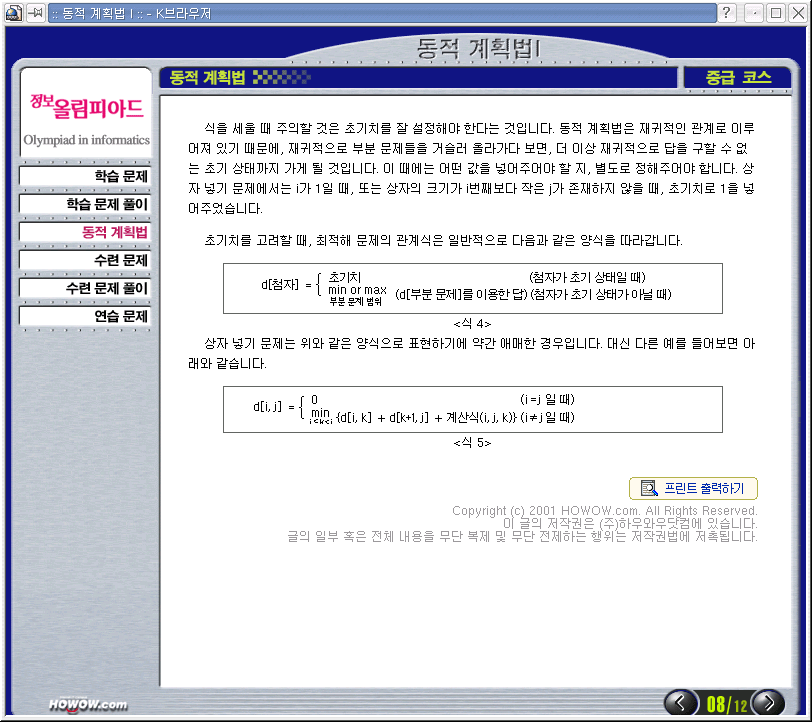 :: 동적 계획법 I :: - K브라우저
동적 계획법I
정보올림피아드
Olympiad in informatics
학습 문제
학습 문제 풀이
동적 계획법
수련 문제
수련 문제 풀이
연습 문제
동적 계획법
중급 코스
식을 세울 때 주의할 것은 초기치를 잘 설정해야 한다는 것입니다. 동적 계획법은 재귀적인 관계로 이루
어져 있기 때문에, 재귀적으로 부분 문제들을 거슬러 올라가다 보면, 더 이상 재귀적으로 답을 구할 수 없
는 초기 상태까지 가게 될 것입니다. 이 때에는 어떤 값을 넣어주어야 할 지, 별도로 정해주어야 합니다. 상
자 넣기 문제에서는 i가 1일 때, 또는 상자의 크기가 i번째보다 작은 j가 존재하지 않을 때, 초기치로 1을 넣
어주었습니다.
초기치를 고려할 때, 최적해 문제의 관계식은 일반적으로 다음과 같은 양식을 따라갑니다.
초기치 (첨자가 초기 상태일 때)
d[첨자] = { min or max (d[부분 문제]를 이용한 답) (첨자가 초기 상태가 아닐 때)
부분 문제 범위
<식 4>
상자 넣기 문제는 위와 같은 양식으로 표현하기에 약간 애매한 경우입니다. 대신 다른 예를 들어보면 아
래와 같습니다.
0 (i =j 일 때)
d[i, j] = { min {d[i, k] + d[k+1, j] + 계산식(i, j, k)} (i ≠ j 일 때)
<식 5>
프린트 출력하기
Copyright (c) 2001 HOWOW.com. All Rights Reserved.
이 글의 저작권은 (주)하우와우닷컴에 있습니다.
글의 일부 혹은 전체 내용을 무단 복제 및 무단 전제하는 행위는 저작권법에 저촉됩니다.
HOWOW.com
08/12